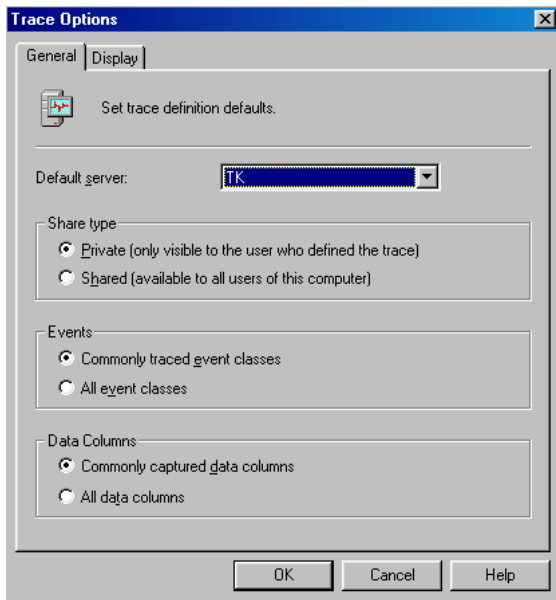 Trace Options
General
Display
Set trace definition defaults.
Default server: TK
Share type
Private (only visible to the user who defined the trace)
Shared (available to all users of this computer)
Events
Commonly traced event classes
All event classes
Data Columns
Commonly captured data columns
All data columns
OK
Cancel
Help